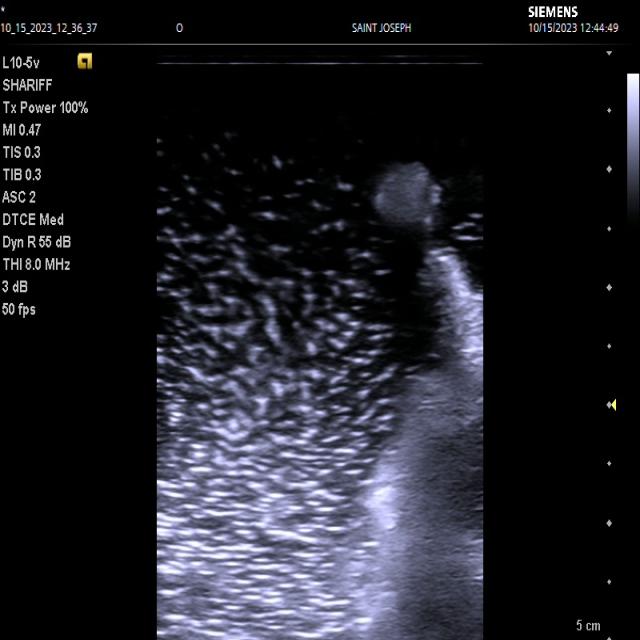 *
SIEMENS
10_15_2023_12_36_37 O SAINT JOSEPH 10/15/2023 12:44:49
L10-5v
SHARIFF
Tx Power 100%
MI 0.47
TIS 0.3
TIB 0.3
ASC 2
DTCE Med
Dyn R 55 dB
THI 8.0 MHz
3 dB
50 fps
5 cm